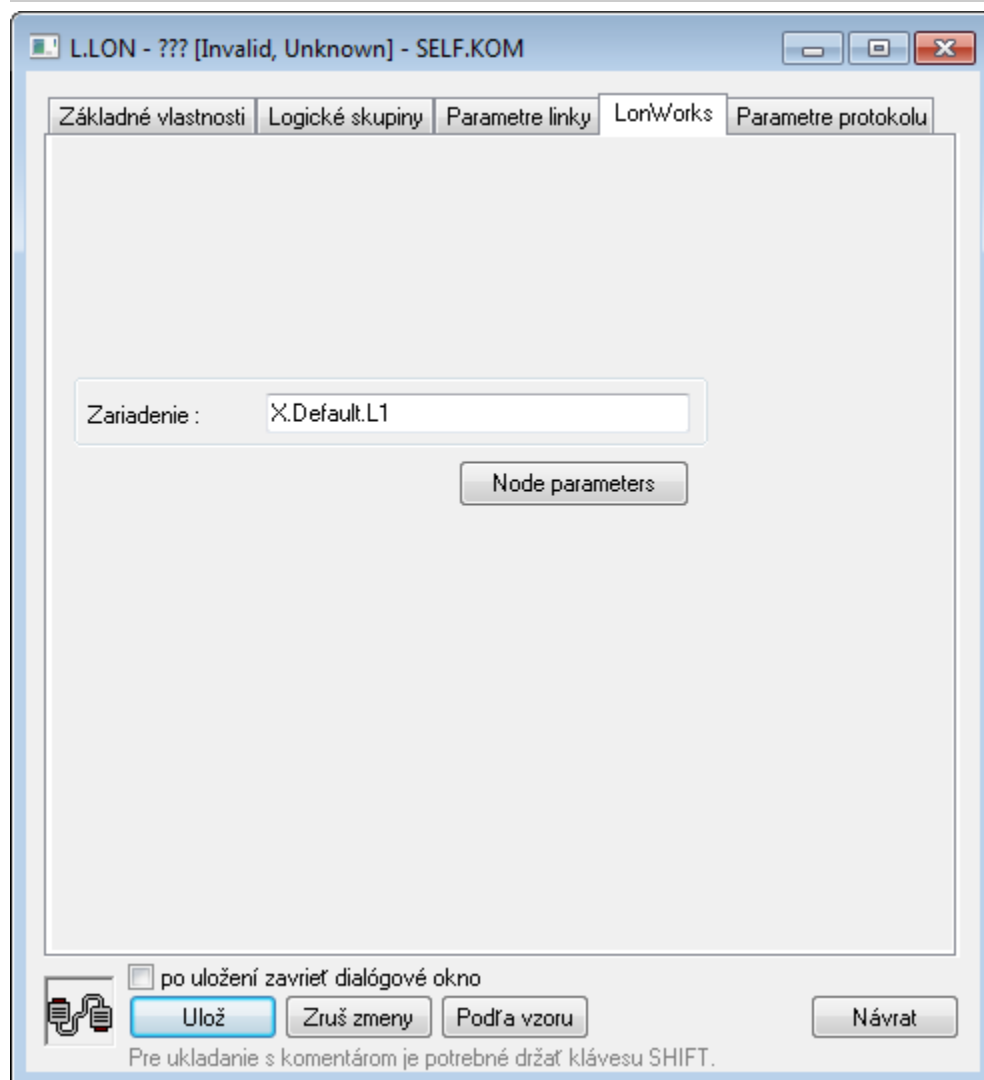 L.LON - ??? [Invalid, Unknown] - SELF.KOM
Základné vlastnosti Logické skupiny Parametre linky LonWorks Parametre protokolu
Zariadenie : X.Default.L1
Node parameters
po uložení zavrieť dialógové okno
Ulož Zruš zmeny Podľa vzoru Návrat
Pre ukladanie s komentárom je potrebné držať klávesu SHIFT.